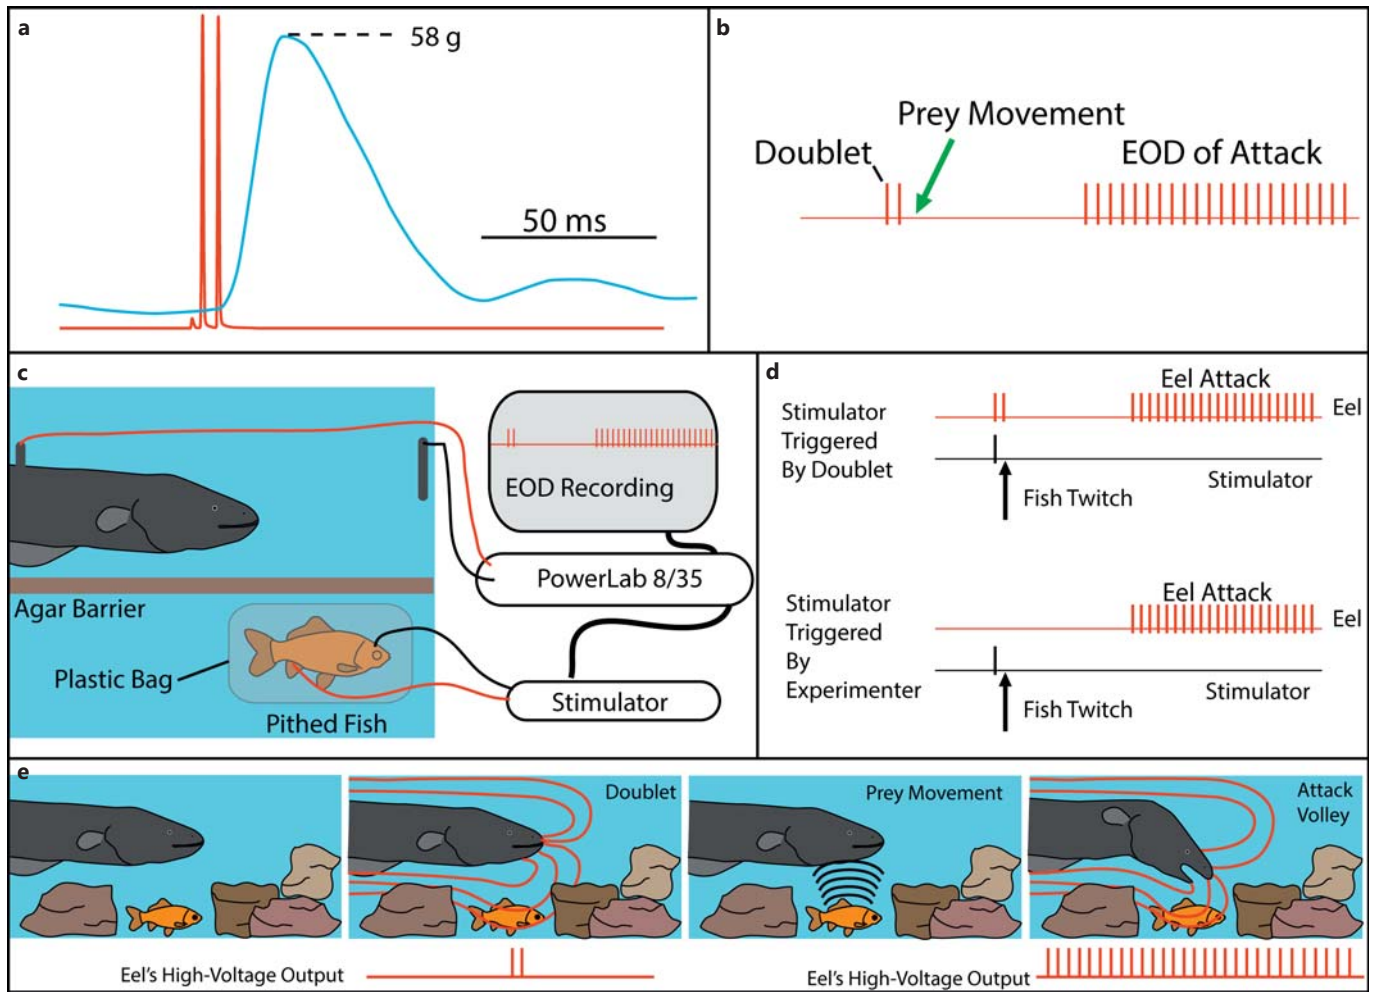 a
58 g
50 ms
b
Prey Movement
Doublet
EOD of Attack
c
EOD Recording
PowerLab 8/35
Agar Barrier
Plastic Bag
Pithed Fish
Stimulator
d
Eel Attack
Stimulator
Triggered
By Doublet
Eel
Stimulator
Fish Twitch
Eel Attack
Stimulator
Triggered
By
Experimenter
Eel
Stimulator
Fish Twitch
e
Doublet
Prey Movement
Attack
Volley
Eel's High-Voltage Output
Eel's High-Voltage Output